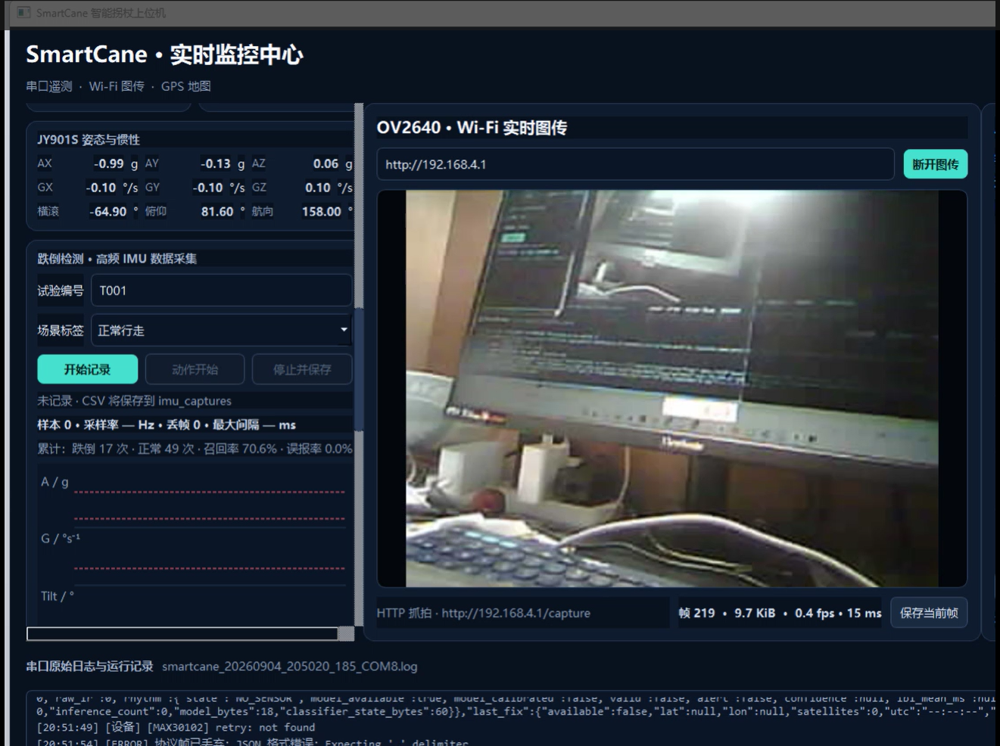 SmartCane 智能拐杖上位机
SmartCane • 实时监控中心
串口遥测 · Wi-Fi 图传 · GPS 地图
JY901S 姿态与惯性
AX -0.99 g AY -0.13 g AZ 0.06 g
GX -0.10 °/s GY -0.10 °/s GZ 0.10 °/s
横滚 -64.90 ° 俯仰 81.60 ° 航向 158.00 °
跌倒检测 • 高频 IMU 数据采集
试验编号 T001
场景标签 正常行走
开始记录 动作开始 停止并保存
未记录 · CSV 将保存到 imu_captures
样本 0 • 采样率 — Hz • 丢帧 0 • 最大间隔 — ms
累计：跌倒 17 次 · 正常 49 次 · 召回率 70.6% · 误报率 0.0%
A / g
G / °s⁻¹
Tilt / °
OV2640 • Wi-Fi 实时图传
http://192.168.4.1 断开图传
HTTP 抓拍 · http://192.168.4.1/capture 帧 219 • 9.7 KiB • 0.4 fps • 15 ms 保存当前帧
串口原始日志与运行记录 smartcane_20260904_205020_185_COM8.log
0,"raw_ir":0,"rhythm":{"state":"NO_SENSOR","model_available":true,"model_calibrated":false,"valid":false,"alert":false,"confidence":null,"ibi_mean_ms":nul
0,"inference_count":0,"model_bytes":18,"classifier_state_bytes":60}},"last_fix":{"available":false,"lat":null,"lon":null,"satellites":0,"utc":"--:--:--","
[20:51:49] [设备] [MAX30102] retry: not found
[20:51:54] [ERROR] 协议帧已丢弃: JSON 格式错误: Expecting ',' delimiter